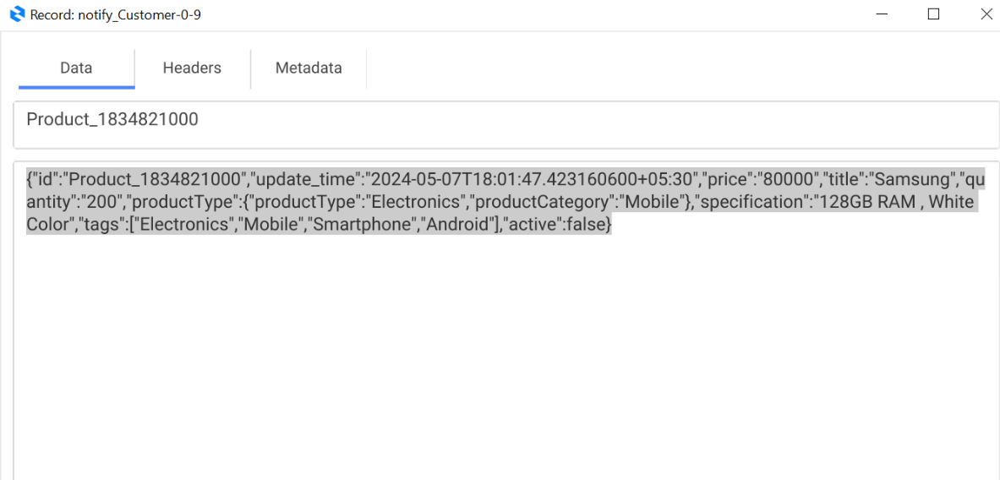 Record: notify_Customer-0-9
Data Headers Metadata
Product_1834821000
{"id":"Product_1834821000","update_time":"2024-05-07T18:01:47.423160600+05:30","price":"80000","title":"Samsung","qu
antity":"200","productType":{"productType":"Electronics","productCategory":"Mobile"},"specification":"128GB RAM , White
Color","tags":["Electronics","Mobile","Smartphone","Android"],"active":false}